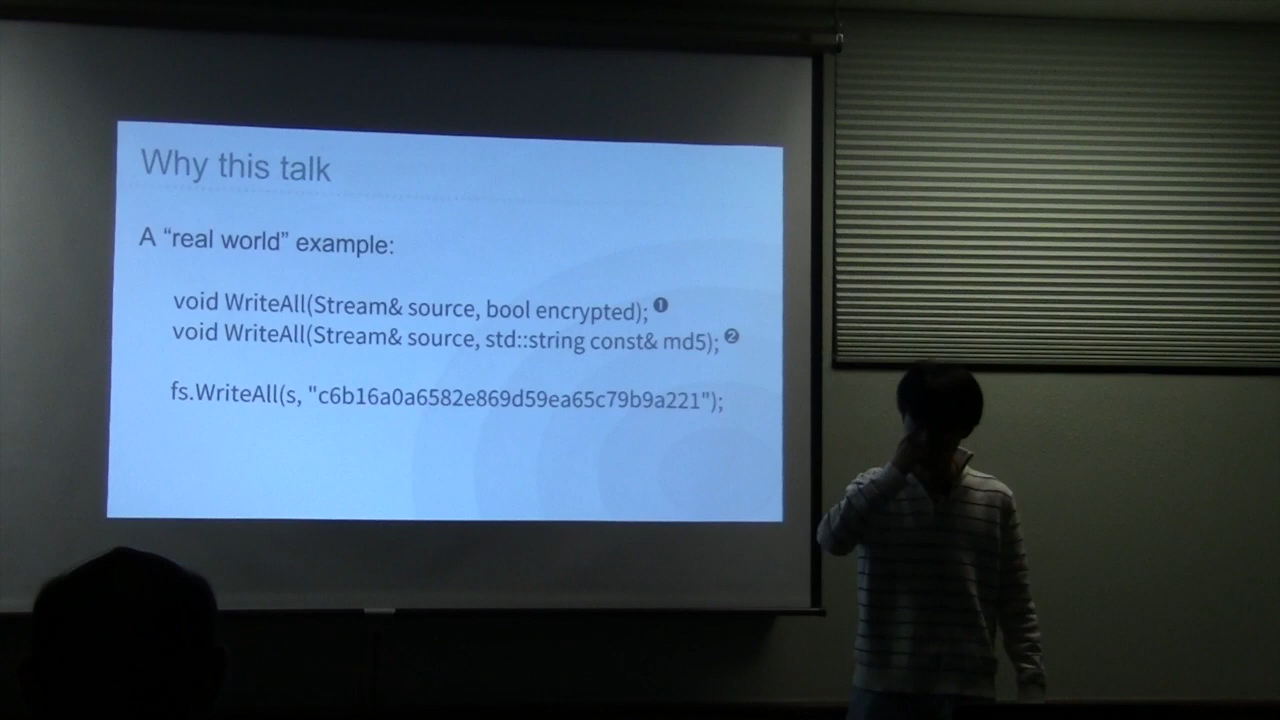 Why this talk
A “real world” example:
void WriteAll(Stream& source, bool encrypted); ❶
void WriteAll(Stream& source, std::string const& md5); ❷
fs.WriteAll(s, "c6b16a0a6582e869d59ea65c79b9a221");